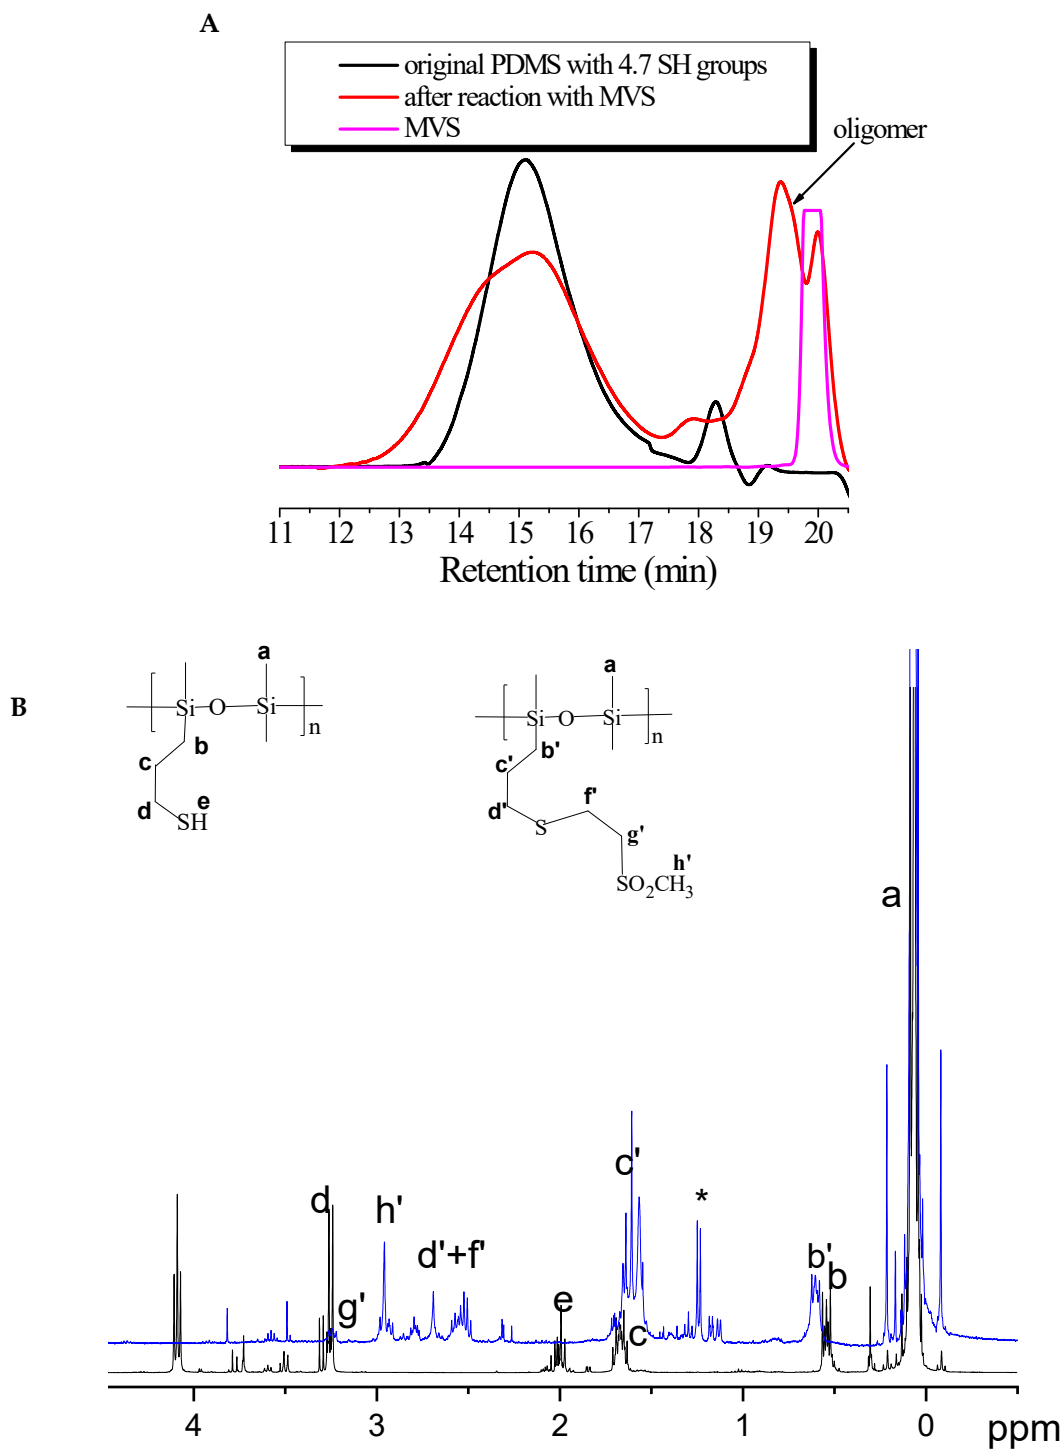 A
original PDMS with 4.7 SH groups
after reaction with MVS
MVS
oligomer
11 12 13 14 15 16 17 18 19 20
Retention time (min)
B
a
Si O Si
n
b
c
d
e
SH
a
Si O Si
n
b'
c'
d'
f'
S
g'
h'
SO2CH3
a
c'
*
d
h'
d'+f'
b'
b
g'
e
c
4 3 2 1 0 ppm